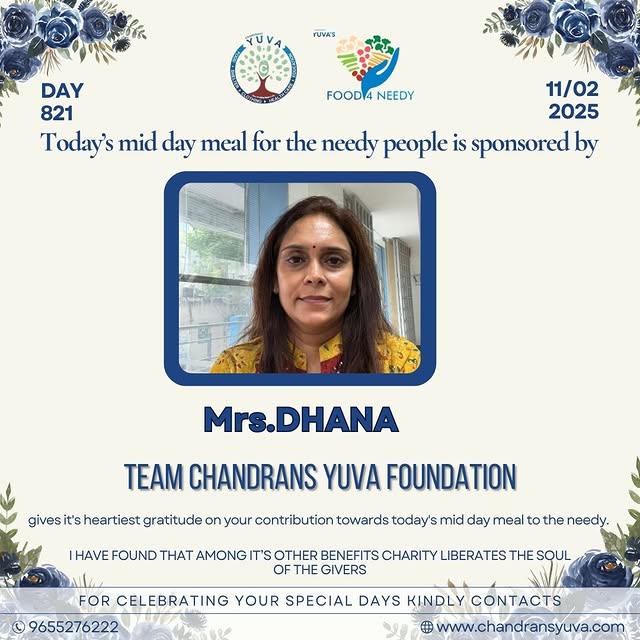 YUVA
YUVA'S
FOOD 4 NEEDY
DAY
821
11/02
2025
Today's mid day meal for the needy people is sponsored by
Mrs.DHANA
TEAM CHANDRANS YUVA FOUNDATION
gives it's heartiest gratitude on your contribution towards today's mid day meal to the needy.
I HAVE FOUND THAT AMONG IT'S OTHER BENEFITS CHARITY LIBERATES THE SOUL
OF THE GIVERS
FOR CELEBRATING YOUR SPECIAL DAYS KINDLY CONTACTS
9655276222
www.chandransyuva.com